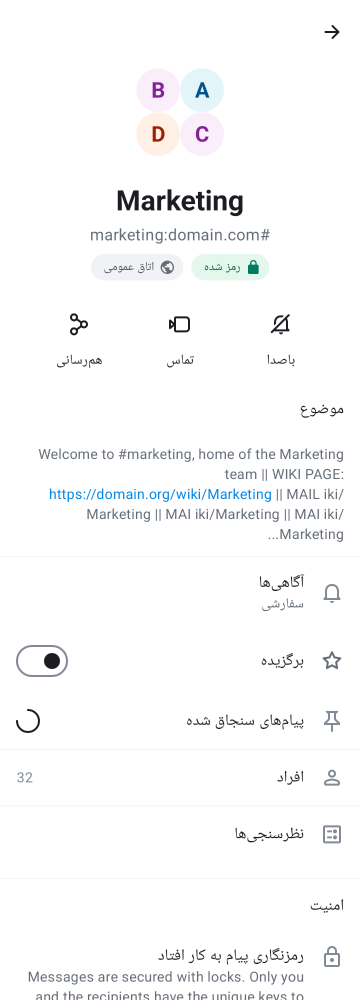 A B
C D
Marketing
#marketing:domain.com
رمز شده اتاق عمومی
باصدا تماس هم‌رسانی
موضوع
Welcome to #marketing, home of the Marketing
team || WIKI PAGE:
https://domain.org/wiki/Marketing || MAIL iki/
Marketing || MAI iki/Marketing || MAI iki/
Marketing...
آگاهی‌ها
سفارشی
برگزیده
پیام‌های سنجاق شده
افراد 32
نظرسنجی‌ها
امنیت
رمزنگاری پیام به کار افتاد
Messages are secured with locks. Only you
and the recipients have the unique keys to